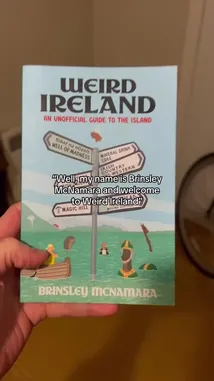 WEIRD
IRELAND
AN UNOFFICIAL GUIDE TO THE ISLAND
WELL OF MADNESS
"Well, my name is Brinsley
McNamara and welcome
to Weird Ireland"
MAGIC HILL
BRINSLEY MCNAMARA